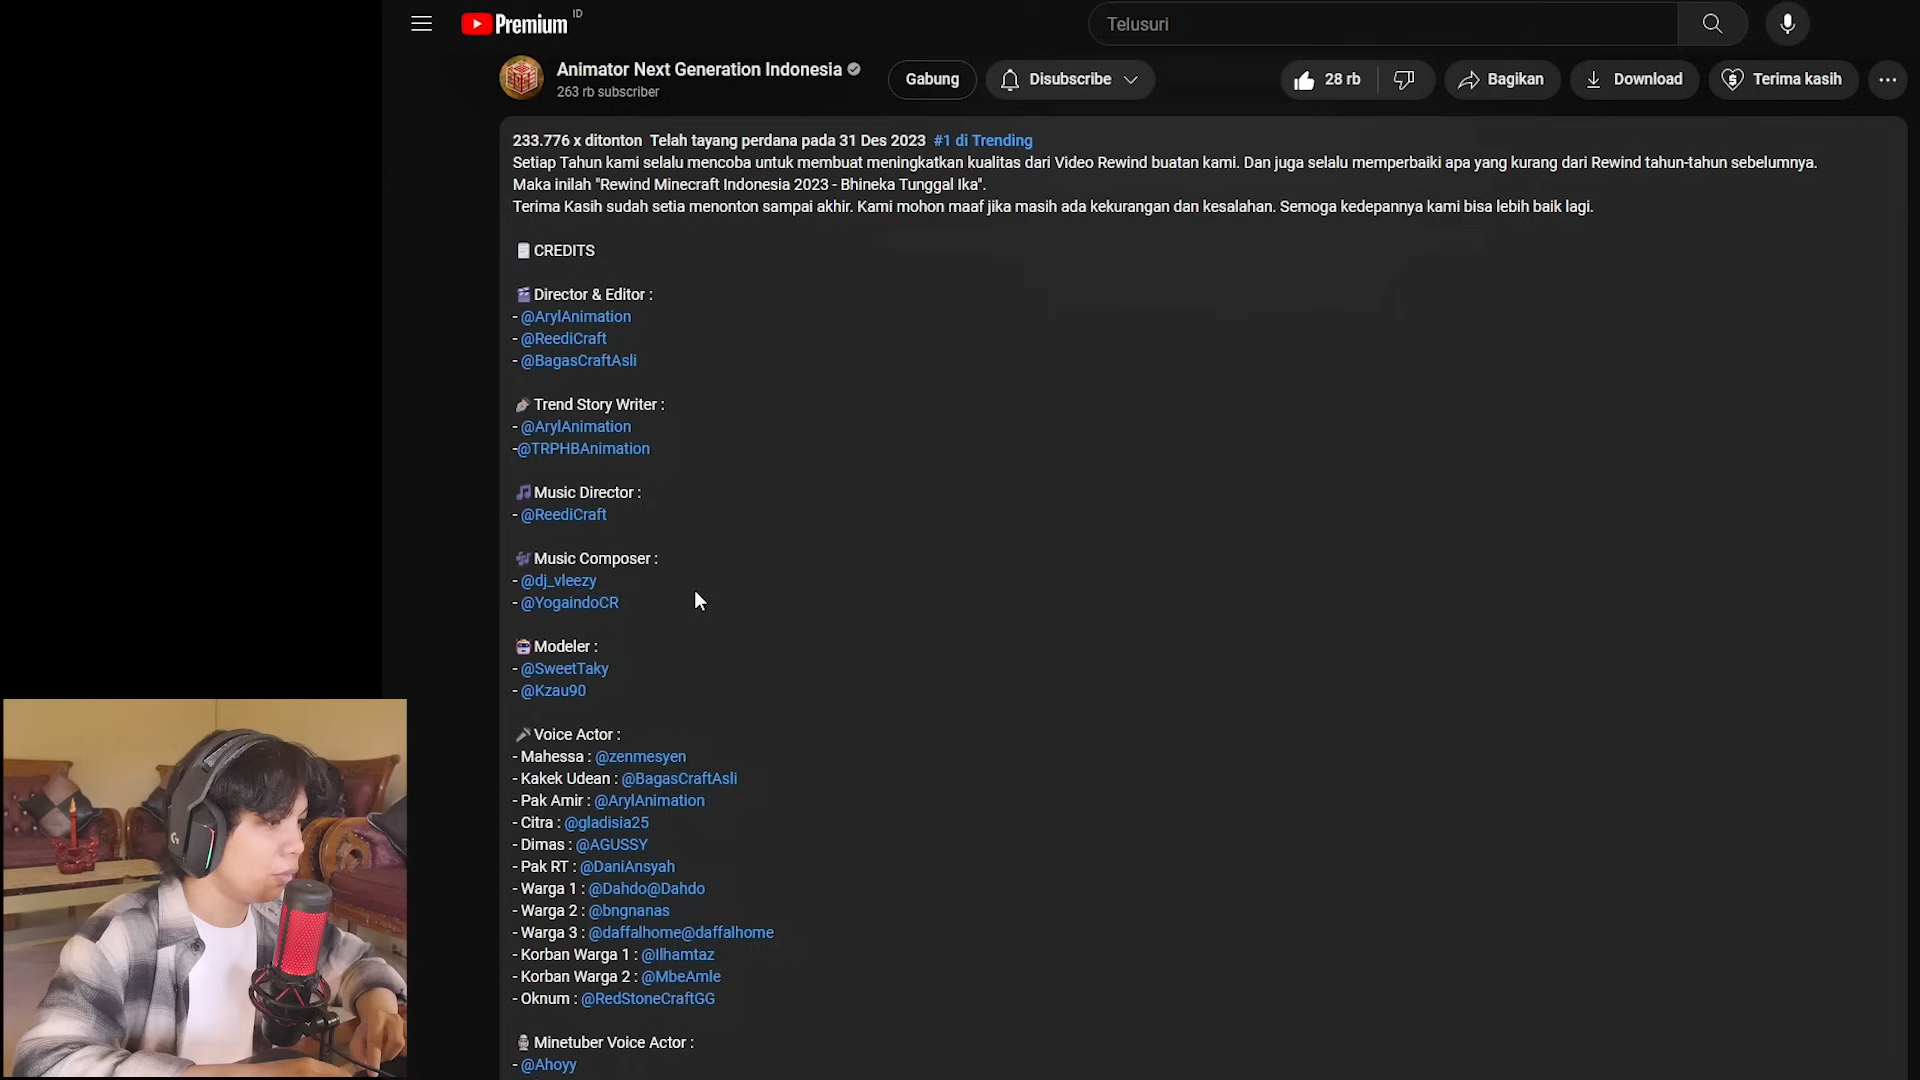 Premium ID
Telusuri
Animator Next Generation Indonesia
263 rb subscriber
Gabung
Disubscribe
28 rb
Bagikan
Download
Terima kasih
233.776 x ditonton Telah tayang perdana pada 31 Des 2023 #1 di Trending
Setiap Tahun kami selalu mencoba untuk membuat meningkatkan kualitas dari Video Rewind buatan kami. Dan juga selalu memperbaiki apa yang kurang dari Rewind tahun-tahun sebelumnya.
Maka inilah "Rewind Minecraft Indonesia 2023 - Bhineka Tunggal Ika".
Terima Kasih sudah setia menonton sampai akhir. Kami mohon maaf jika masih ada kekurangan dan kesalahan. Semoga kedepannya kami bisa lebih baik lagi.
CREDITS
Director & Editor :
- @ArylAnimation
- @ReediCraft
- @BagasCraftAsli
Trend Story Writer :
- @ArylAnimation
-@TRPHBAnimation
Music Director :
- @ReediCraft
Music Composer :
- @dj_vleezy
- @YogaindoCR
Modeler :
- @SweetTaky
- @Kzau90
Voice Actor :
- Mahessa : @zenmesyen
- Kakek Udean : @BagasCraftAsli
- Pak Amir : @ArylAnimation
- Citra : @gladisia25
- Dimas : @AGUSSY
- Pak RT : @DaniAnsyah
- Warga 1 : @Dahdo@Dahdo
- Warga 2 : @bngnanas
- Warga 3 : @daffalhome@daffalhome
- Korban Warga 1 : @Ilhamtaz
- Korban Warga 2 : @MbeAmle
- Oknum : @RedStoneCraftGG
Minetuber Voice Actor :
- @Ahoyy